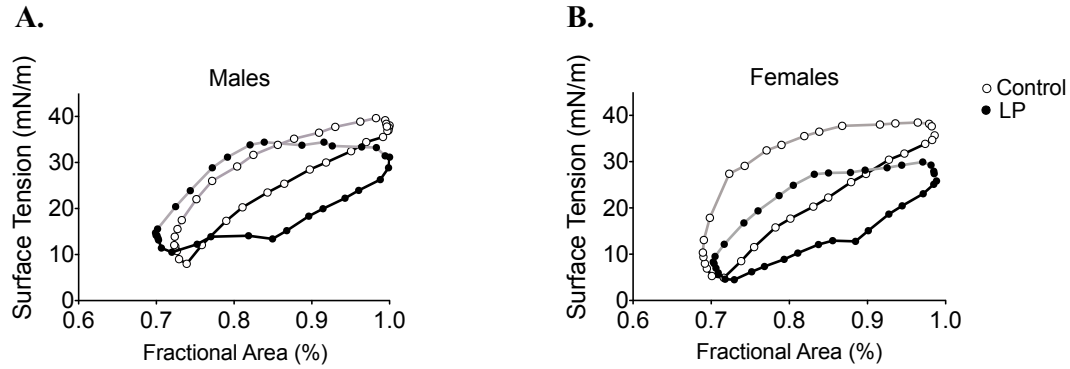 A.
B.
Males
Females
Control
LP
Surface Tension (mN/m)
40
30
20
10
0
0.6
0.7
0.8
0.9
1.0
Fractional Area (%)
Surface Tension (mN/m)
40
30
20
10
0
0.6
0.7
0.8
0.9
1.0
Fractional Area (%)